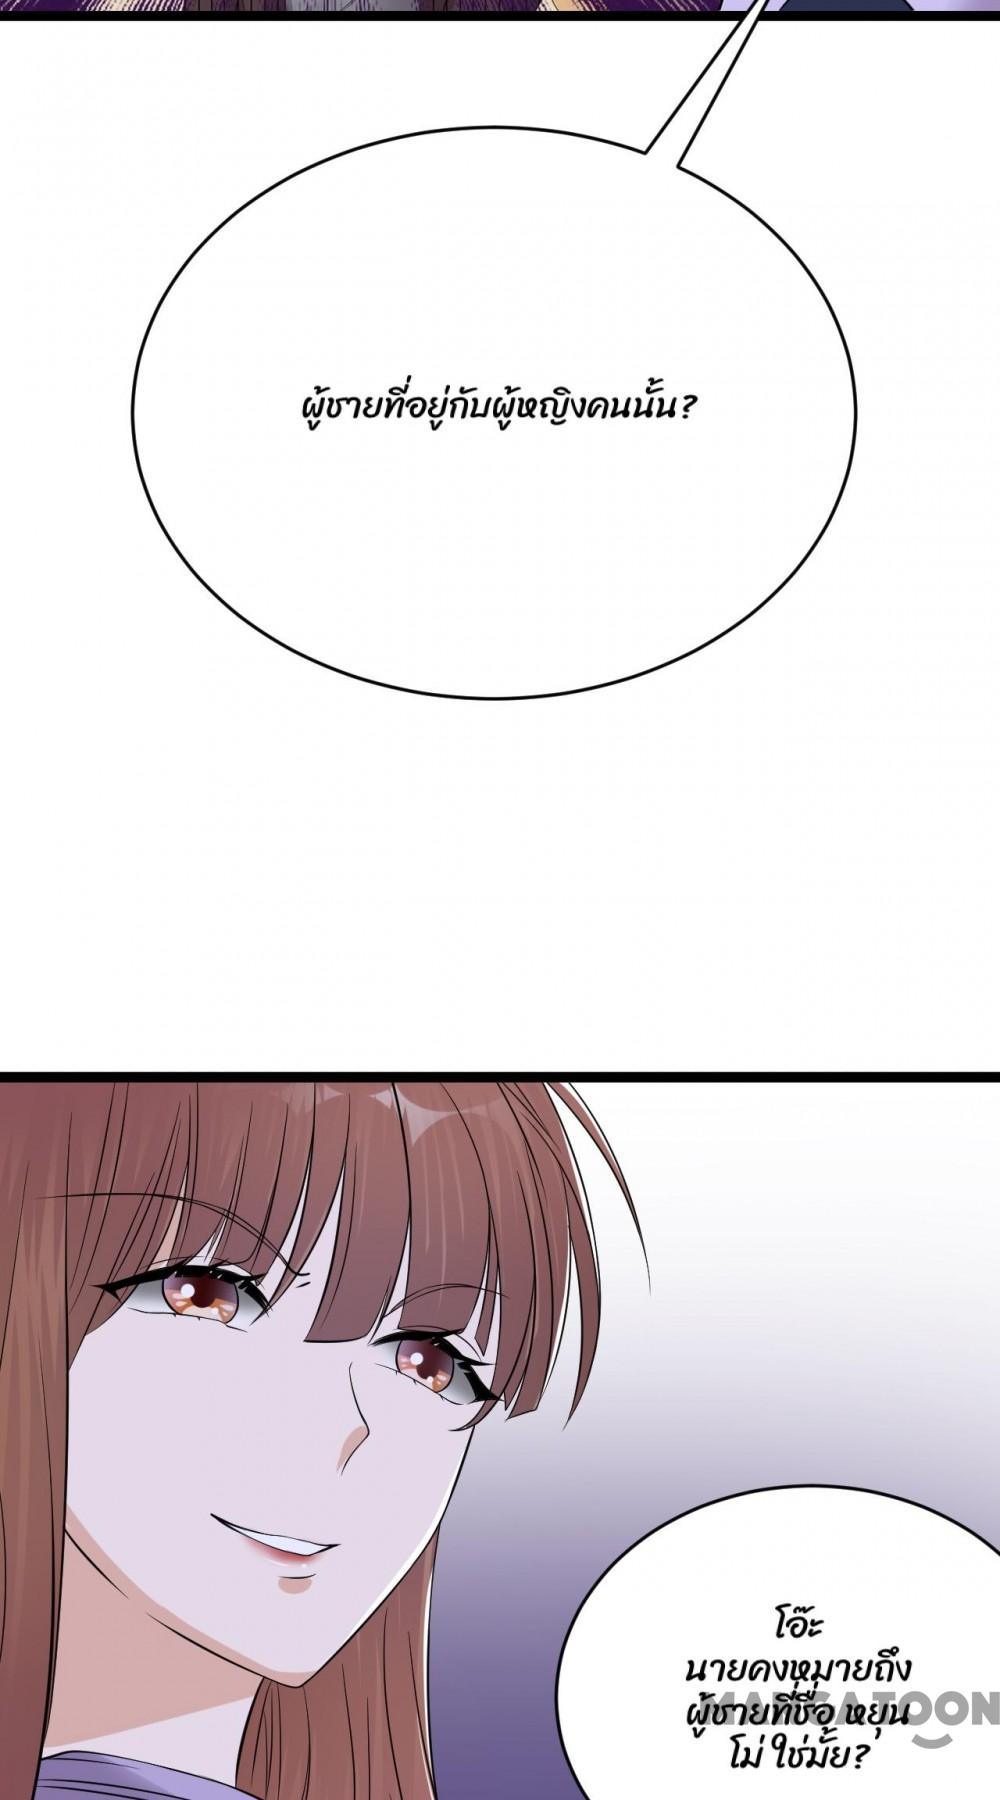 ผู้ชายที่อยู่กับผู้หญิงคนนั้น?
โอ๊ะ
นายคงหมายถึง
ผู้ชายที่ชื่อ หยุน
โม่ ใช่มั้ย?
MANGATOON